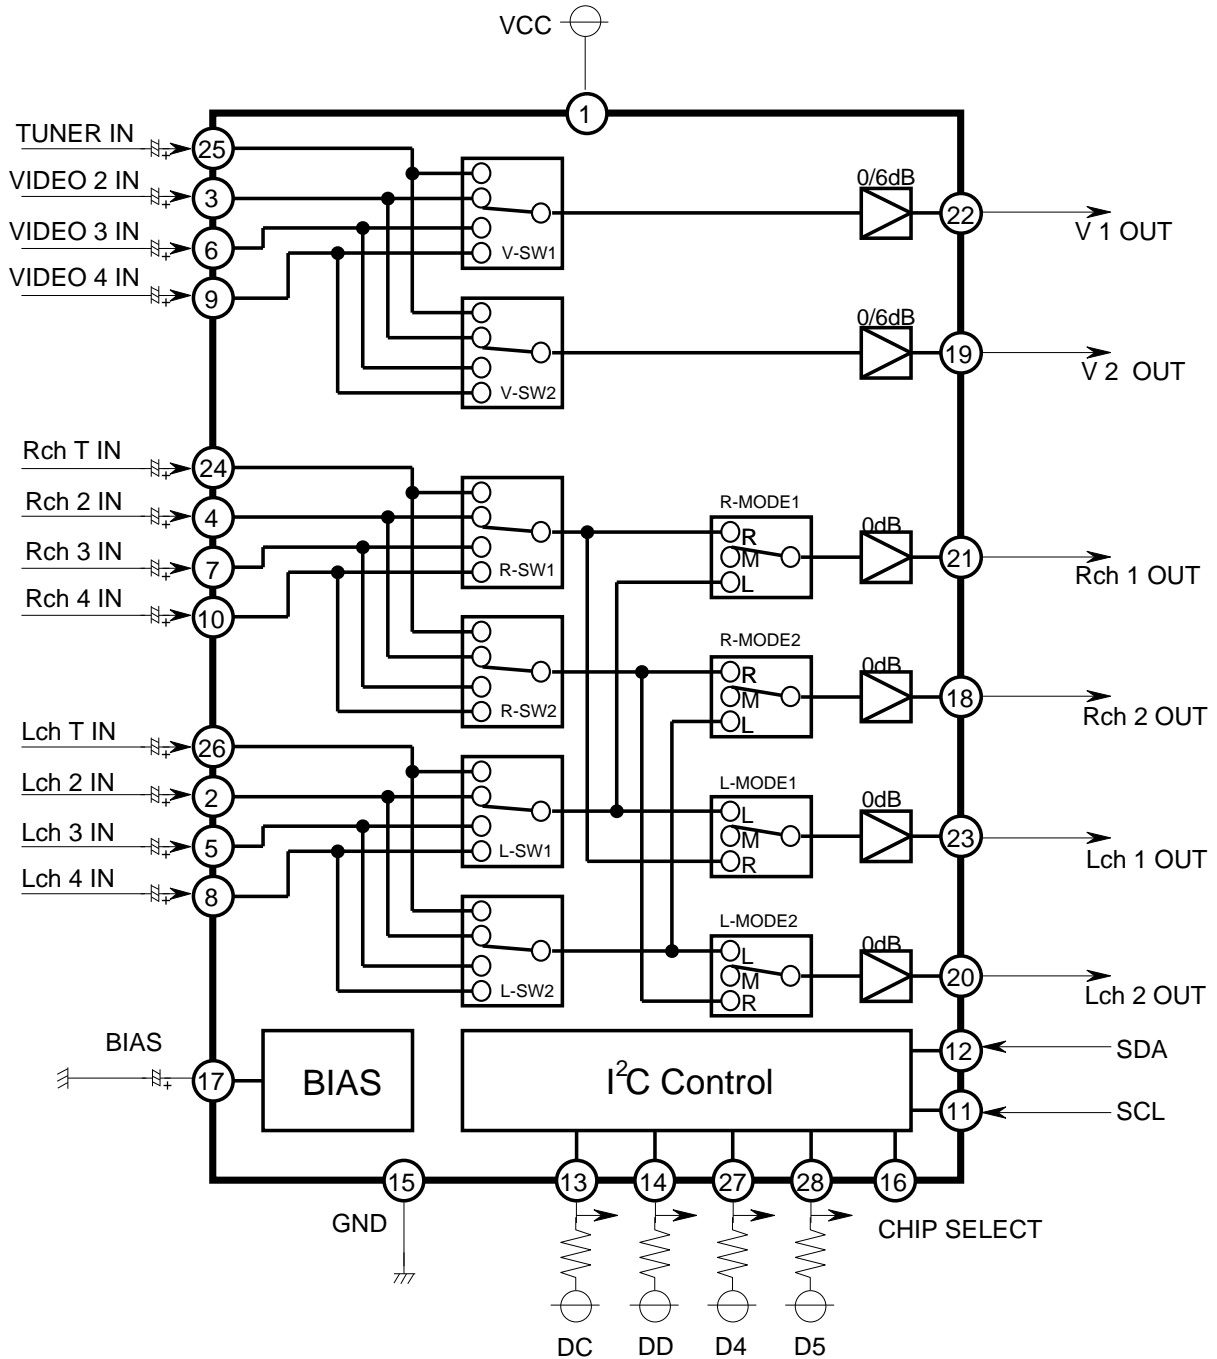 VCC
1
TUNER IN
25
VIDEO 2 IN
3
VIDEO 3 IN
6
VIDEO 4 IN
9
V-SW1
0/6dB
22
V 1 OUT
V-SW2
0/6dB
19
V 2 OUT
Rch T IN
24
Rch 2 IN
4
Rch 3 IN
7
Rch 4 IN
10
R-SW1
R-MODE1
R
M
L
0dB
21
Rch 1 OUT
R-SW2
R-MODE2
R
M
L
0dB
18
Rch 2 OUT
Lch T IN
26
Lch 2 IN
2
Lch 3 IN
5
Lch 4 IN
8
L-SW1
L-MODE1
L
M
R
0dB
23
Lch 1 OUT
L-SW2
L-MODE2
L
M
R
0dB
20
Lch 2 OUT
BIAS
17
BIAS
I²C Control
12
SDA
11
SCL
15
GND
13
14
27
28
16
CHIP SELECT
DC
DD
D4
D5